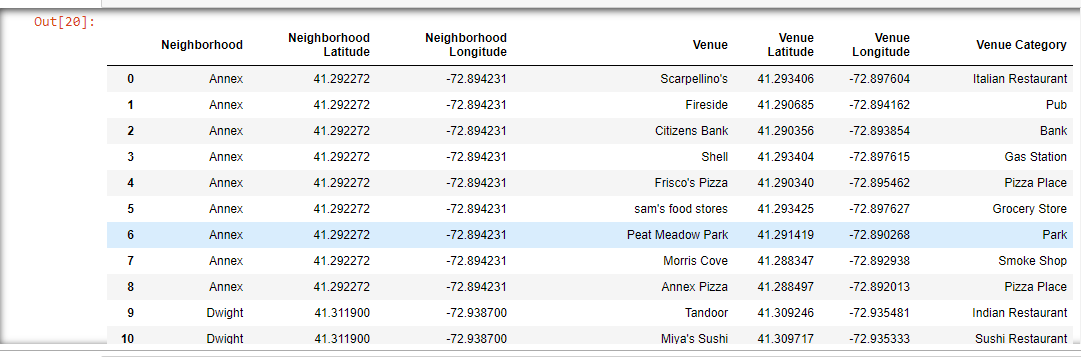 Out[20]:
Neighborhood Neighborhood Latitude Neighborhood Longitude Venue Venue Latitude Venue Longitude Venue Category
0 Annex 41.292272 -72.894231 Scarpellino's 41.293406 -72.897604 Italian Restaurant
1 Annex 41.292272 -72.894231 Fireside 41.290685 -72.894162 Pub
2 Annex 41.292272 -72.894231 Citizens Bank 41.290356 -72.893854 Bank
3 Annex 41.292272 -72.894231 Shell 41.293404 -72.897615 Gas Station
4 Annex 41.292272 -72.894231 Frisco's Pizza 41.290340 -72.895462 Pizza Place
5 Annex 41.292272 -72.894231 sam's food stores 41.293425 -72.897627 Grocery Store
6 Annex 41.292272 -72.894231 Peat Meadow Park 41.291419 -72.890268 Park
7 Annex 41.292272 -72.894231 Morris Cove 41.288347 -72.892938 Smoke Shop
8 Annex 41.292272 -72.894231 Annex Pizza 41.288497 -72.892013 Pizza Place
9 Dwight 41.311900 -72.938700 Tandoor 41.309246 -72.935481 Indian Restaurant
10 Dwight 41.311900 -72.938700 Miya's Sushi 41.309717 -72.935333 Sushi Restaurant